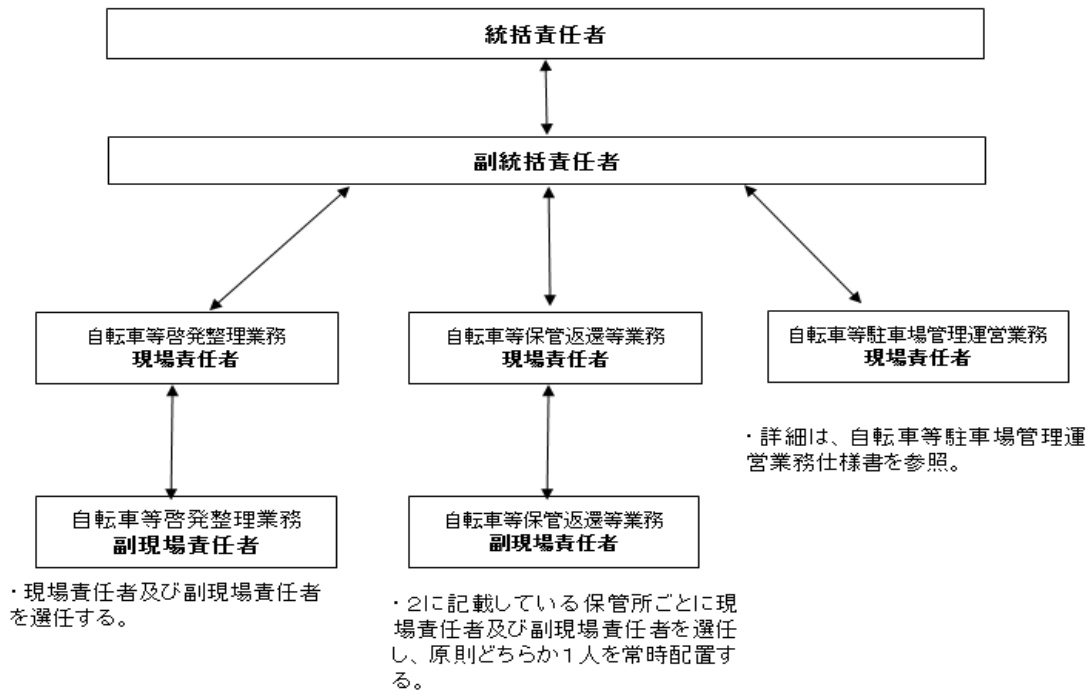 統括責任者
副統括責任者
自転車等啓発整理業務
現場責任者
自転車等保管返還等業務
現場責任者
自転車等駐車場管理運営業務
現場責任者
・詳細は、自転車等駐車場管理運
営業務仕様書を参照。
自転車等啓発整理業務
副現場責任者
自転車等保管返還等業務
副現場責任者
・現場責任者及び副現場責任者
を選任する。
・2に記載している保管所ごとに現
場責任者及び副現場責任者を選任
し、原則どちらか1人を常時配置す
る。